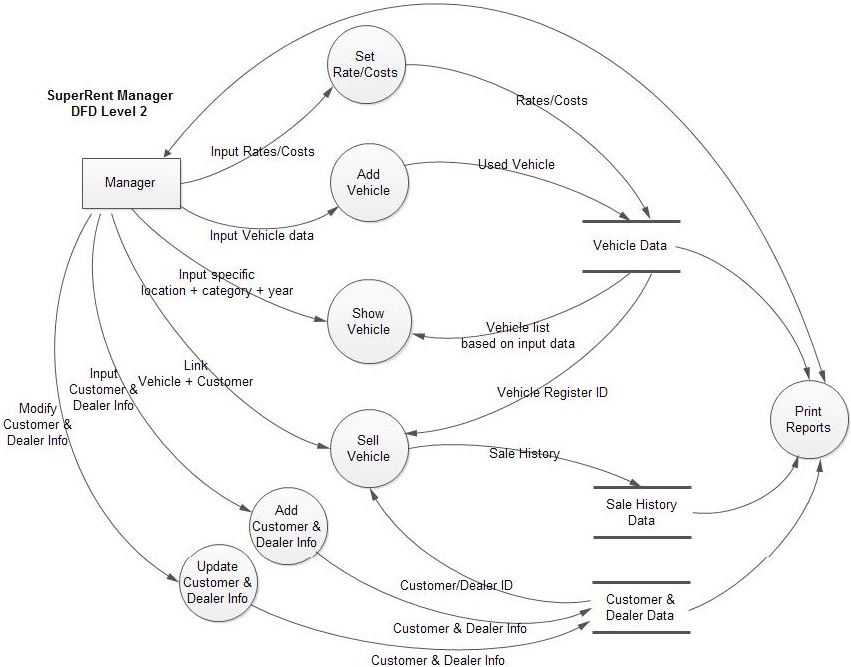 Set
Rate/Costs
SuperRent Manager
DFD Level 2
Rates/Costs
Input Rates/Costs
Manager
Add
Vehicle
Used Vehicle
Input Vehicle data
Vehicle Data
Input specific
location + category + year
Show
Vehicle
Vehicle list
based on input data
Link
Vehicle + Customer
Input
Customer &
Dealer Info
Modify
Customer &
Dealer Info
Vehicle Register ID
Print
Reports
Sell
Vehicle
Sale History
Sale History
Data
Add
Customer &
Dealer Info
Update
Customer &
Dealer Info
Customer/Dealer ID
Customer &
Dealer Data
Customer & Dealer Info
Customer & Dealer Info